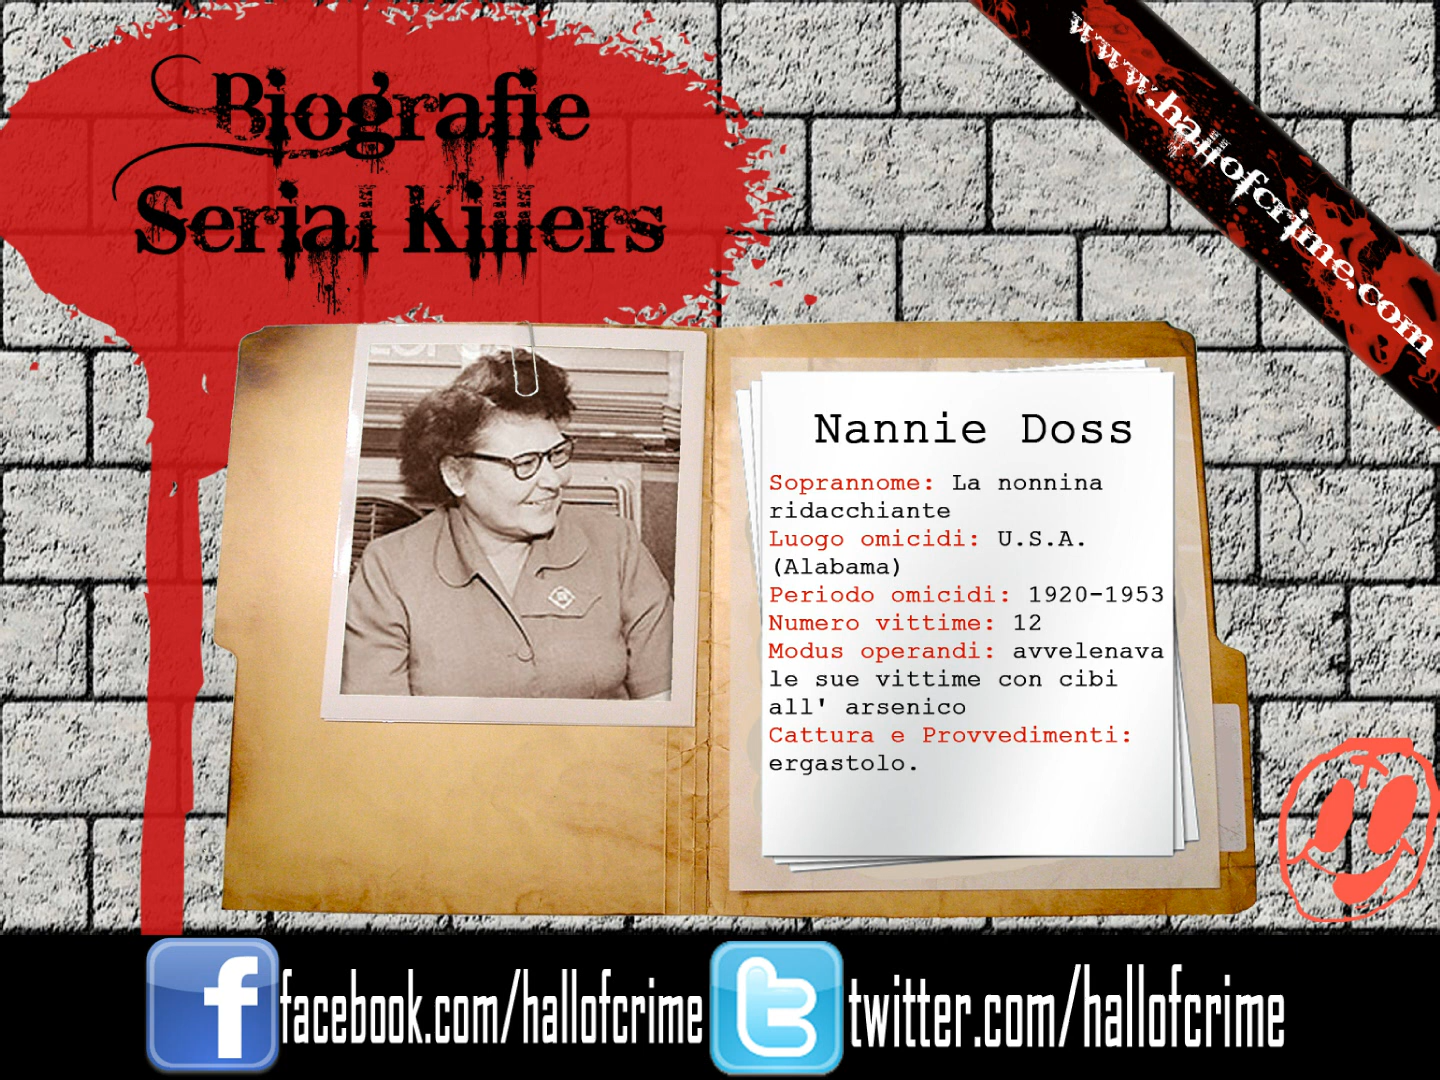 Biografie
Serial Killers
www.hallofcrime.com
Nannie Doss
Soprannome: La nonnina
ridacchiante
Luogo omicidi: U.S.A.
(Alabama)
Periodo omicidi: 1920-1953
Numero vittime: 12
Modus operandi: avvelenava
le sue vittime con cibi
all' arsenico
Cattura e Provvedimenti:
ergastolo.
facebook.com/hallofcrime
twitter.com/hallofcrime